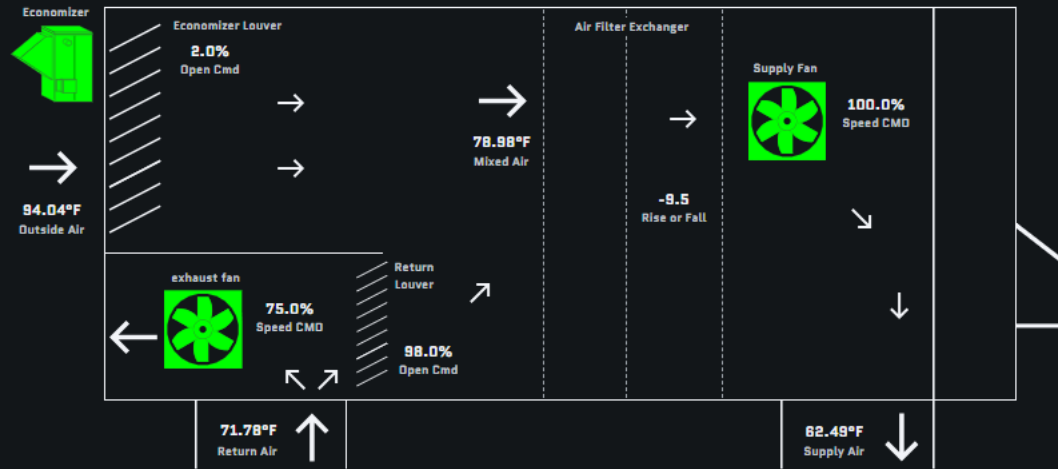 Economizer
Economizer Louver
2.0%
Open Cmd
Air Filter Exchanger
Supply Fan
100.0%
Speed CMD
78.98°F
Mixed Air
94.04°F
Outside Air
-9.5
Rise or Fall
exhaust fan
75.0%
Speed CMD
Return
Louver
98.0%
Open Cmd
71.78°F
Return Air
62.49°F
Supply Air